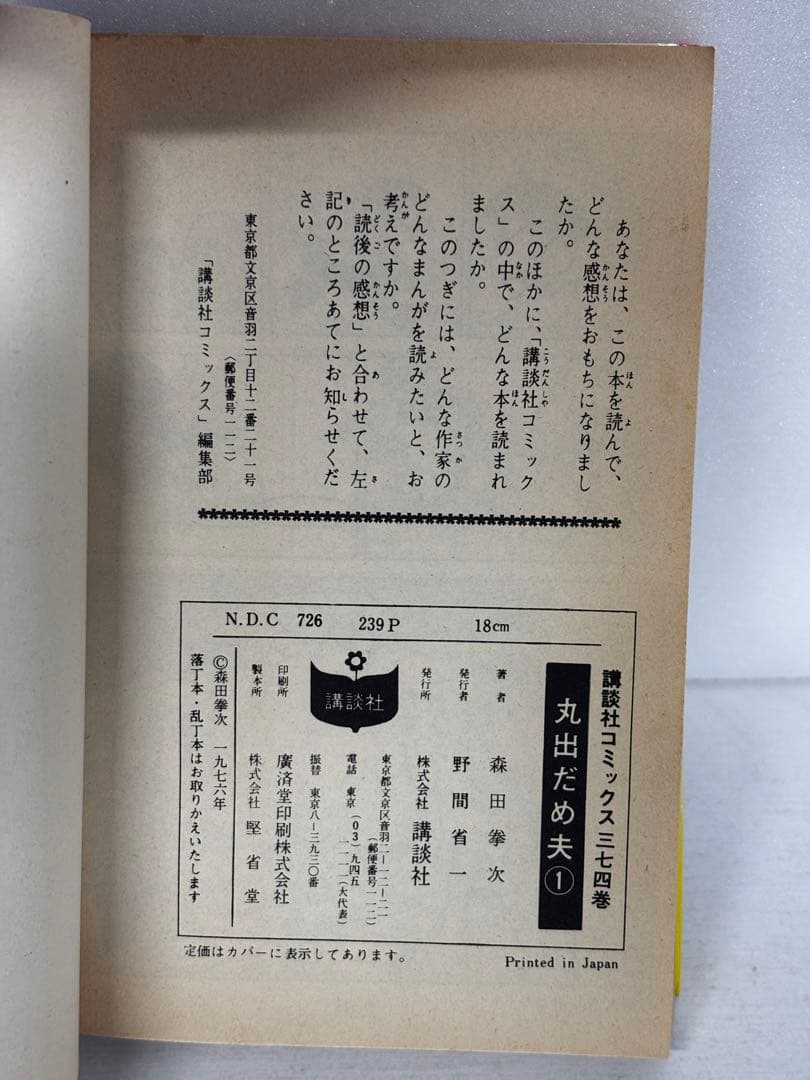 あなたは、この本を読んで、
どんな感想をおもちになりまし
たか。
このほかに、「講談社コミック
ス」の中で、どんな本を読まれ
ましたか。
このつぎには、どんな作家の
どんなまんがを読みたいと、お
考えですか。
「読後の感想」と合わせて、左
記のところあてにお知らせくだ
さい。
東京都文京区音羽二丁目十二番二十一号
（郵便番号一一二）
「講談社コミックス」編集部
N.D.C 726 239P 18cm
講談社コミックス三七四巻
丸出だめ夫①
著者 森田拳次
発行者 野間省一
発行所 株式会社 講談社
東京都文京区音羽二―一二―二一
（郵便番号一一二）
電話 東京（03）九四五
一一一一（大代表）
振替 東京八―三九三〇番
講談社
印刷所 廣済堂印刷株式会社
製本所 株式会社 堅省堂
©森田拳次 一九七六年
落丁本・乱丁本はお取りかえいたします
定価はカバーに表示してあります。
Printed in Japan